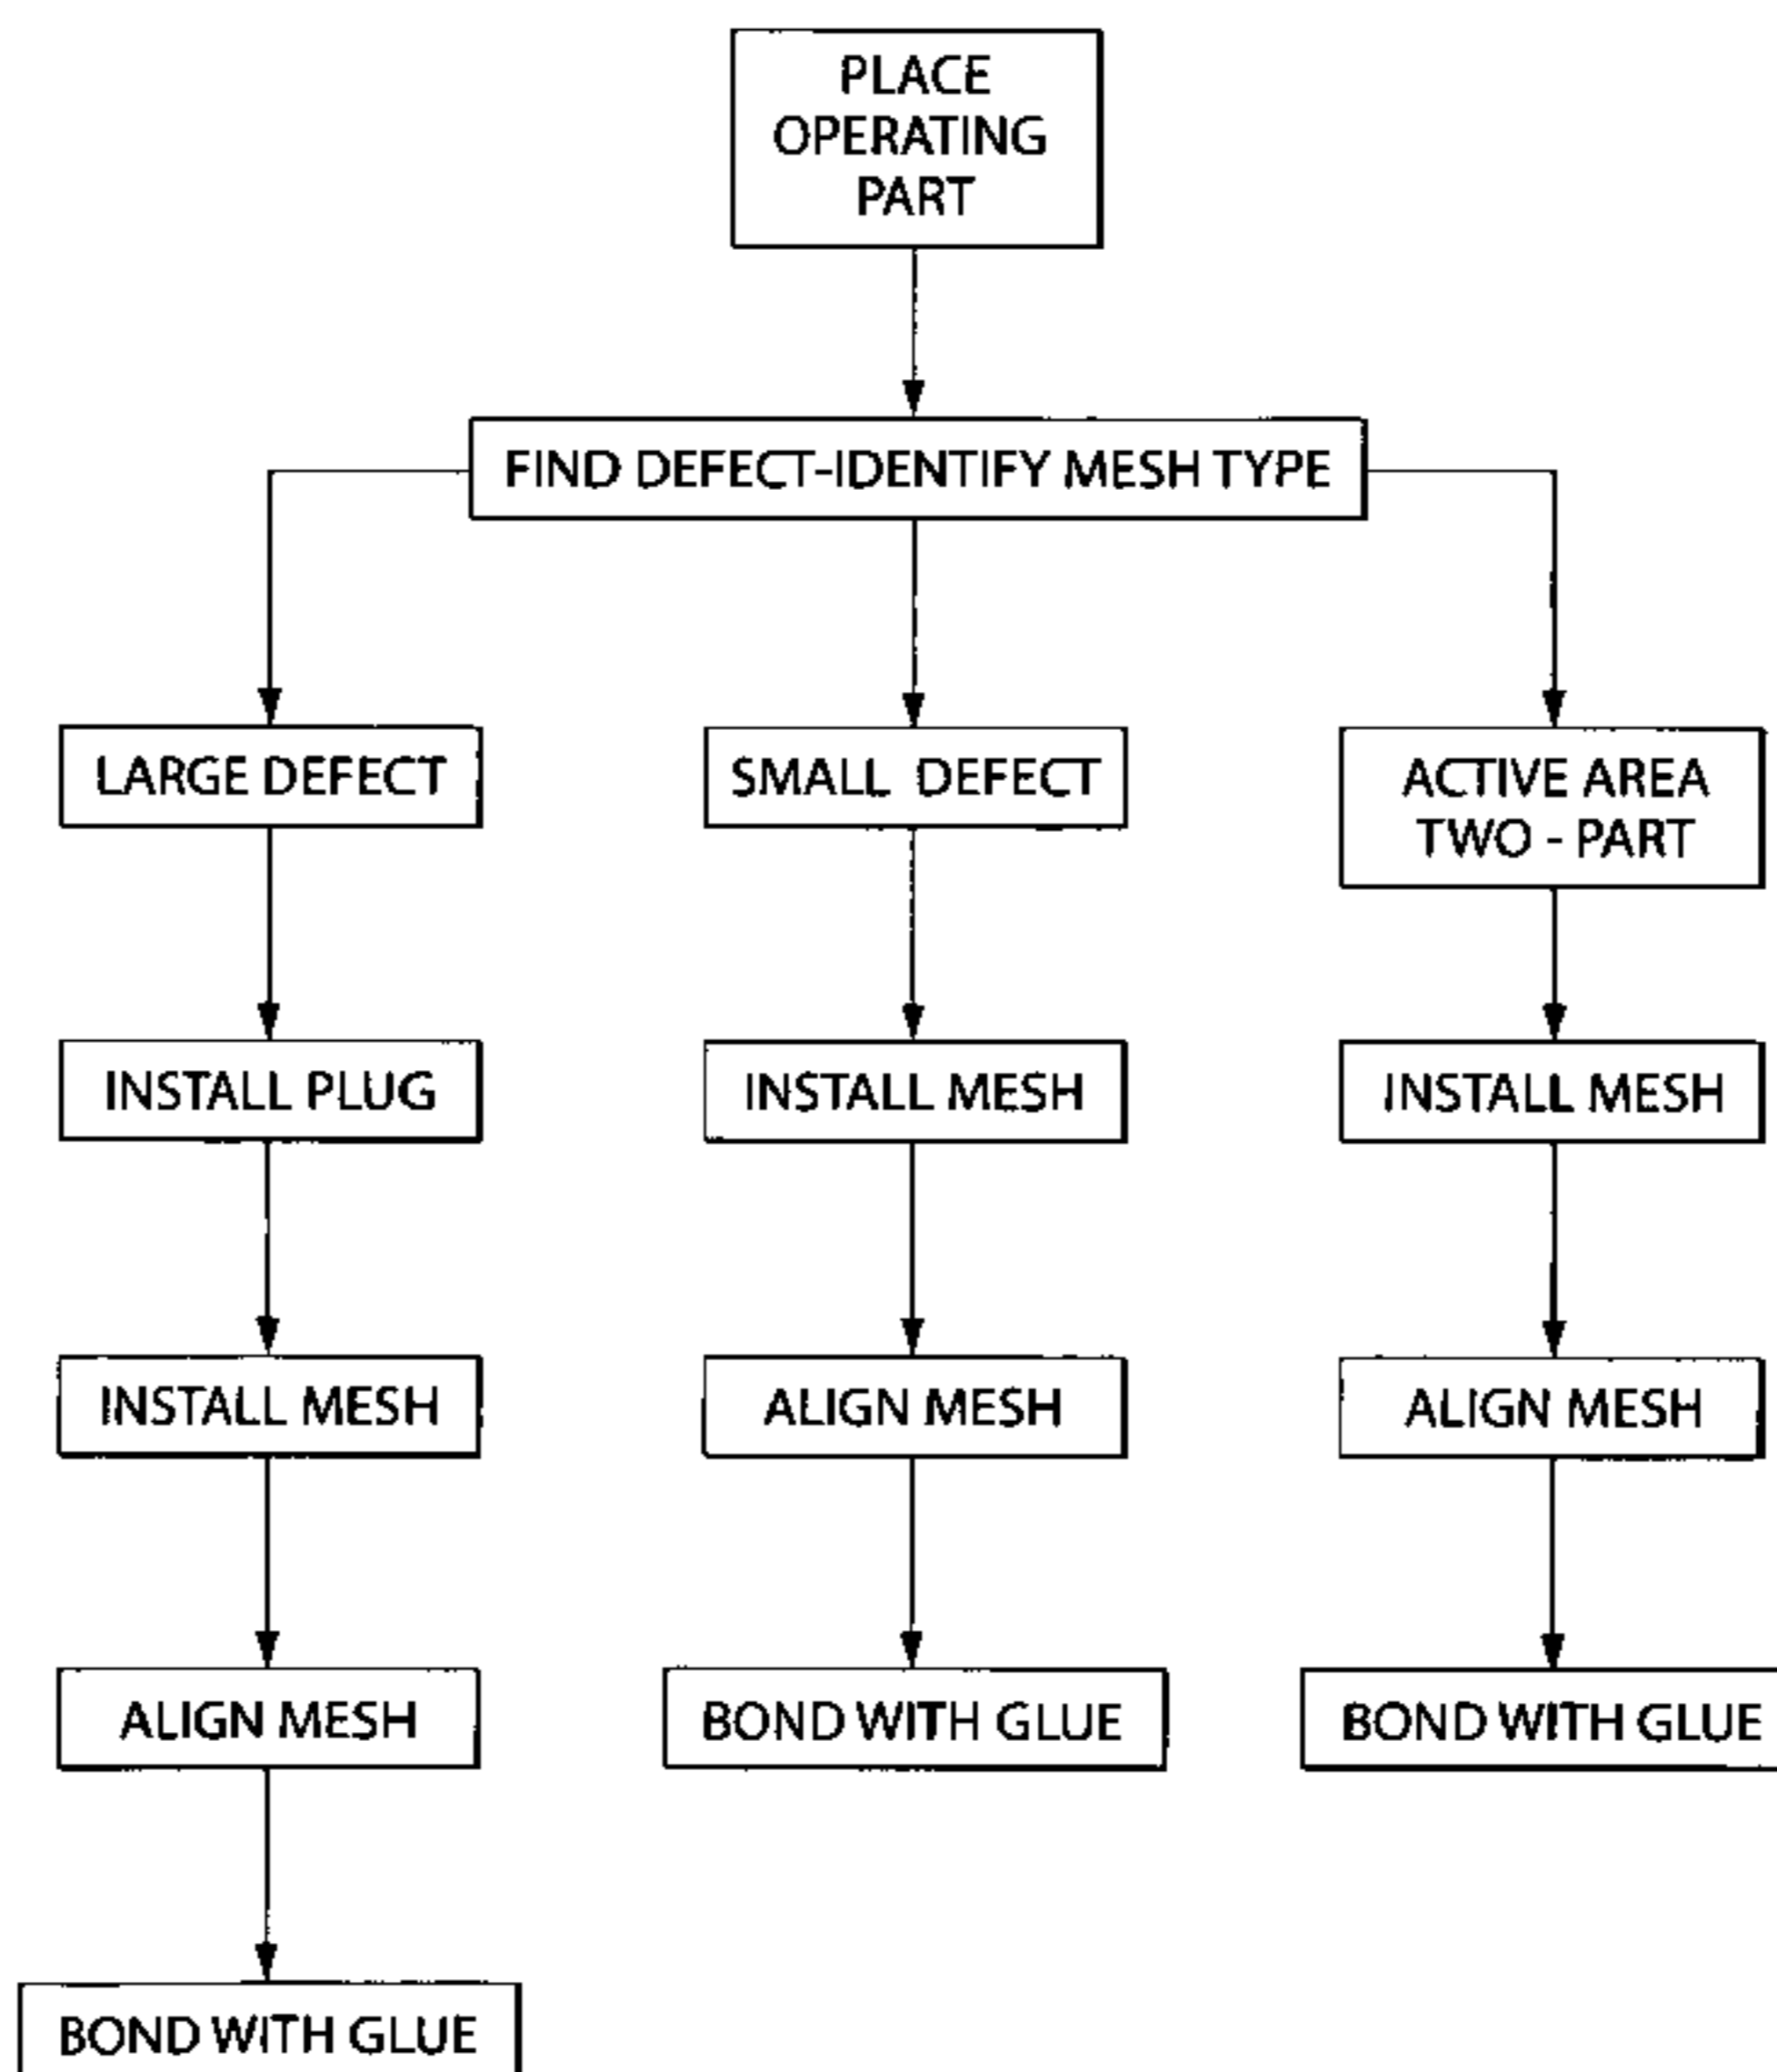 PLACE
OPERATING
PART
FIND DEFECT-IDENTIFY MESH TYPE
LARGE DEFECT
SMALL DEFECT
ACTIVE AREA
TWO - PART
INSTALL PLUG
INSTALL MESH
INSTALL MESH
INSTALL MESH
ALIGN MESH
ALIGN MESH
ALIGN MESH
BOND WITH GLUE
BOND WITH GLUE
BOND WITH GLUE